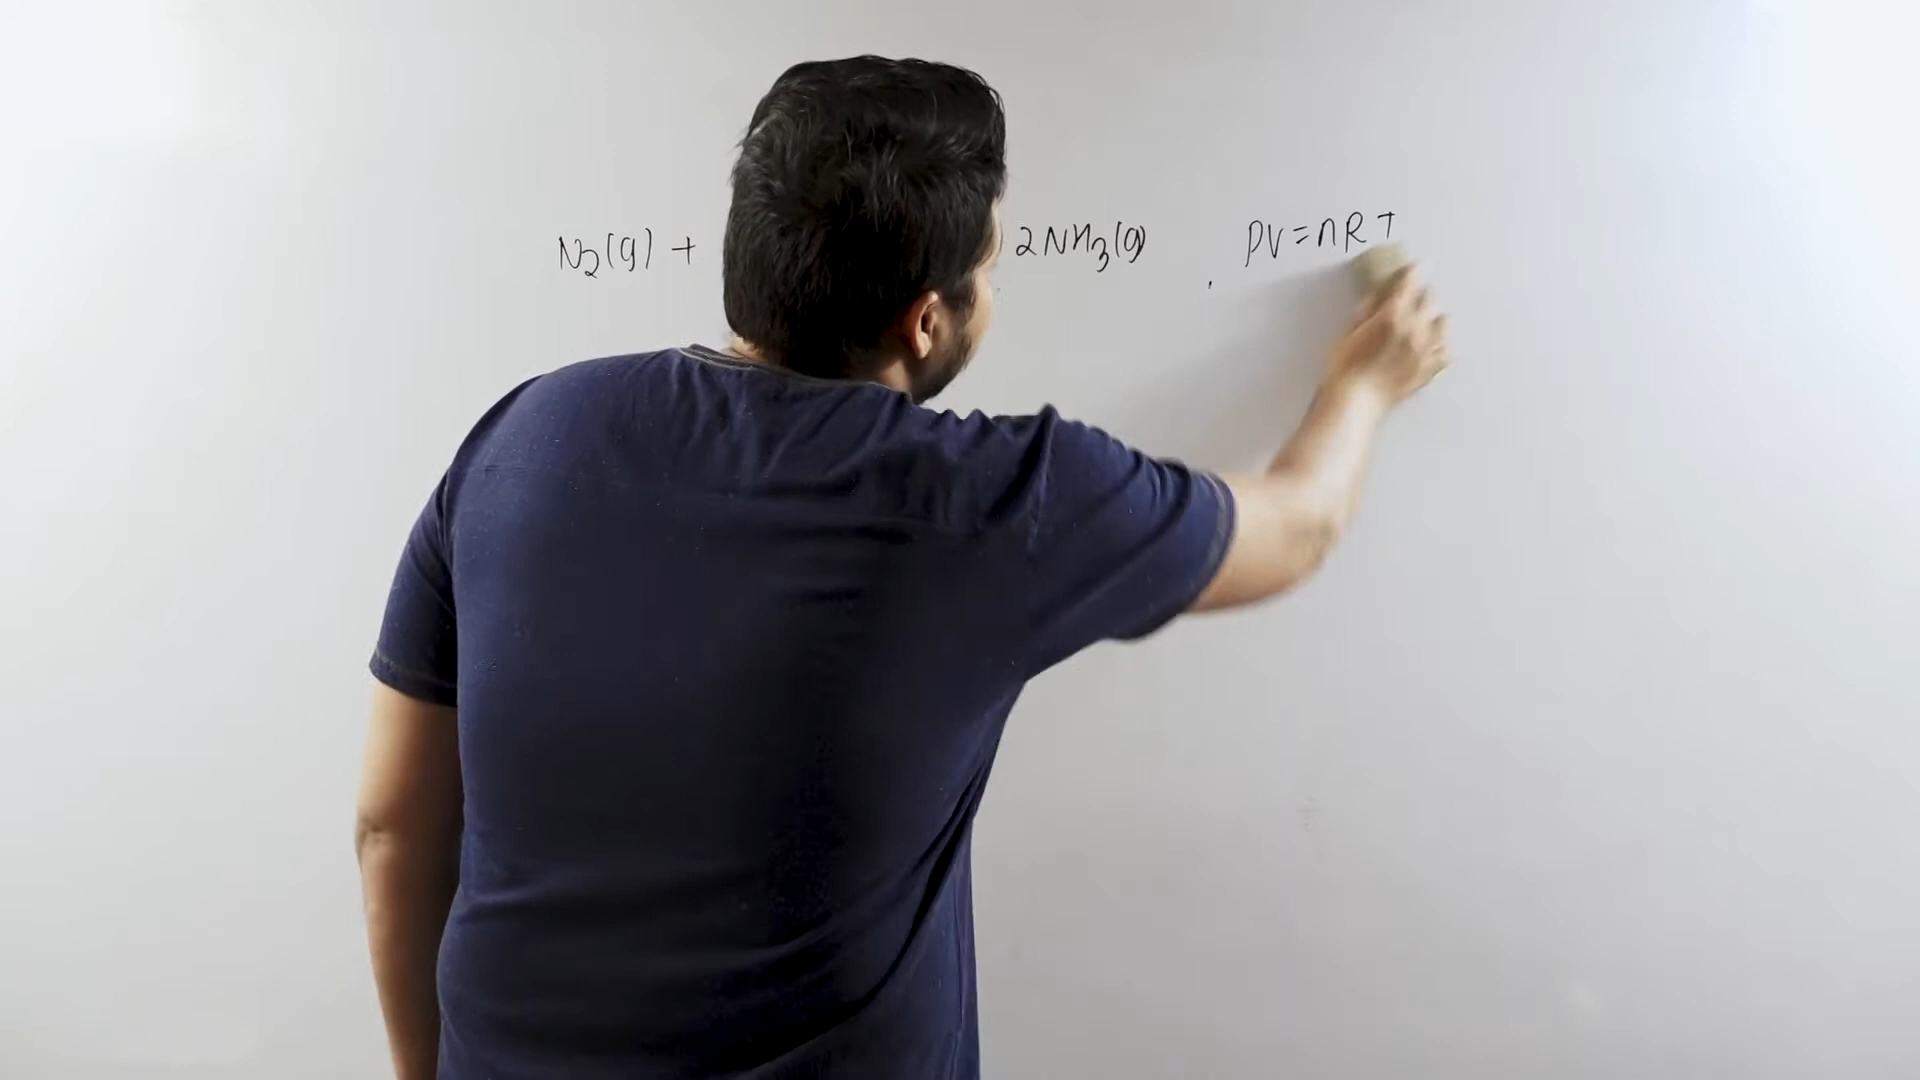 N₂(g) + 2NH₃(g) PV=nRT